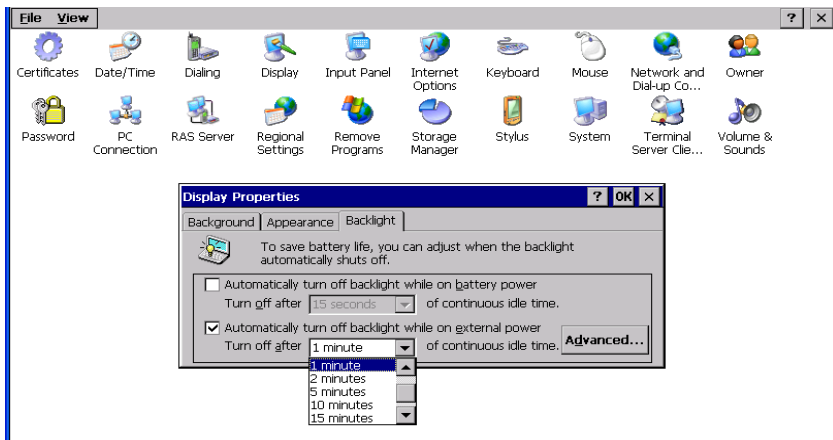 File View ? ×
Certificates Date/Time Dialing Display Input Panel Internet Options Keyboard Mouse Network and Dial-up Co... Owner
Password PC Connection RAS Server Regional Settings Remove Programs Storage Manager Stylus System Terminal Server Clie... Volume & Sounds
Display Properties ? OK ×
Background Appearance Backlight
To save battery life, you can adjust when the backlight
automatically shuts off.
Automatically turn off backlight while on battery power
Turn off after 15 seconds of continuous idle time.
Automatically turn off backlight while on external power
Turn off after 1 minute of continuous idle time.
Advanced...
1 minute
2 minutes
5 minutes
10 minutes
15 minutes